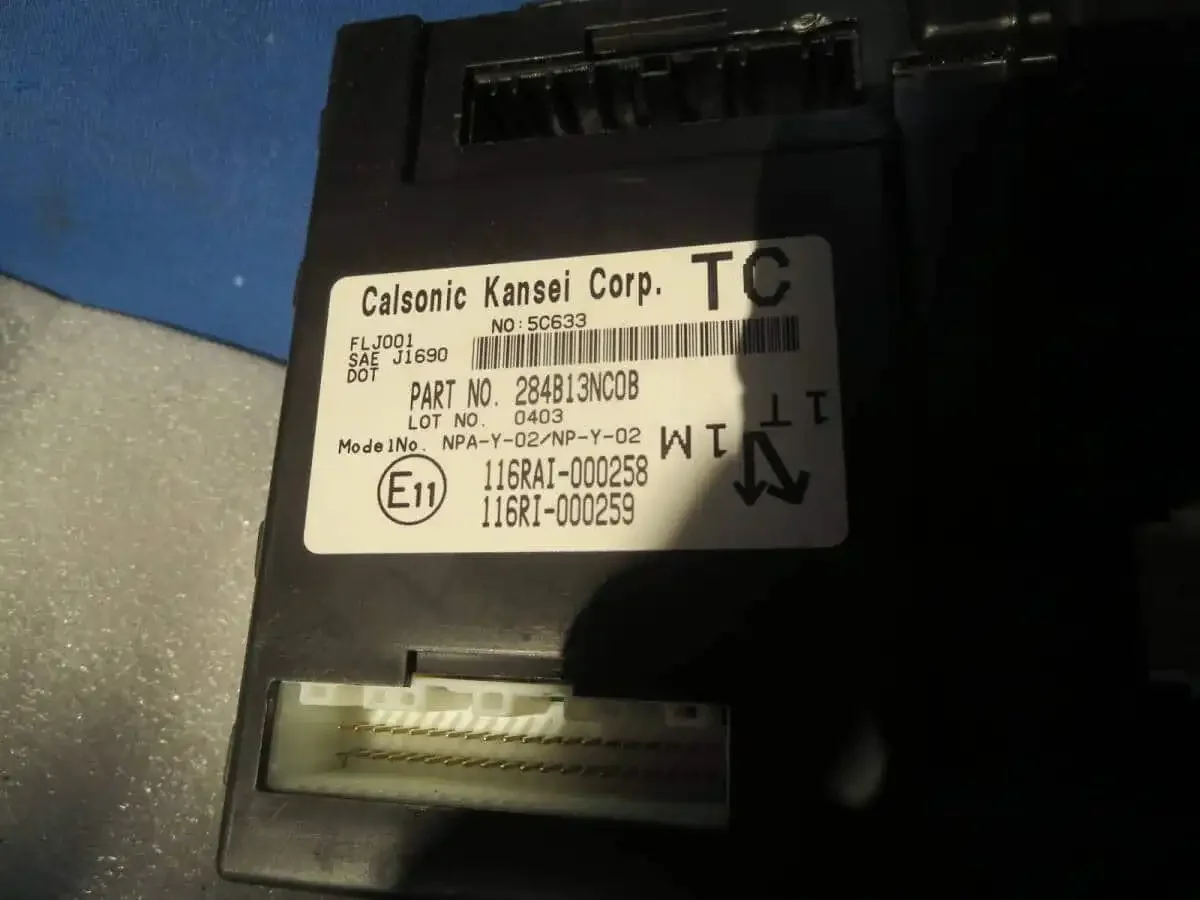 Calsonic Kansei Corp. TC
NO:5C633
FLJ001
SAE J1690
DOT
PART NO. 284B13NC0B
LOT NO. 0403
ModelNo. NPA-Y-02/NP-Y-02
1M
1T
E11
116RAI-000258
116RI-000259